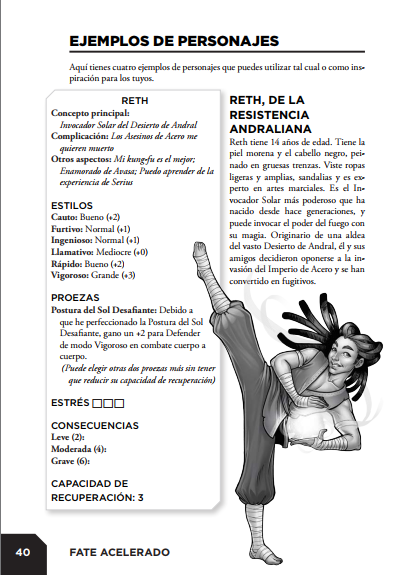 EJEMPLOS DE PERSONAJES
Aquí tienes cuatro ejemplos de personajes que puedes utilizar tal cual o como ins-
piración para los tuyos.
RETH
Concepto principal:
Invocador Solar del Desierto de Andral
Complicación: Los Asesinos de Acero me
quieren muerto
Otros aspectos: Mi kung-fu es el mejor;
Enamorado de Avasa; Puedo aprender de la
experiencia de Serius
ESTILOS
Cauto: Bueno (+2)
Furtivo: Normal (+1)
Ingenioso: Normal (+1)
Llamativo: Mediocre (+0)
Rápido: Bueno (+2)
Vigoroso: Grande (+3)
PROEZAS
Postura del Sol Desafiante: Debido a
que he perfeccionado la Postura del Sol
Desafiante, gano un +2 para Defender
de modo Vigoroso en combate cuerpo a
cuerpo.
(Puede elegir otras dos proezas más sin tener
que reducir su capacidad de recuperación)
ESTRÉS □□□
CONSECUENCIAS
Leve (2):
Moderada (4):
Grave (6):
CAPACIDAD DE
RECUPERACIÓN: 3
RETH, DE LA
RESISTENCIA
ANDRALIANA
Reth tiene 14 años de edad. Tiene la
piel morena y el cabello negro, pei-
nado en gruesas trenzas. Viste ropas
ligeras y amplias, sandalias y es ex-
perto en artes marciales. Es el In-
vocador Solar más poderoso que ha
nacido desde hace generaciones, y
puede invocar el poder del fuego con
su magia. Originario de una aldea
del vasto Desierto de Andral, él y sus
amigos decidieron oponerse a la in-
vasión del Imperio de Acero y se han
convertido en fugitivos.
40
FATE ACELERADO